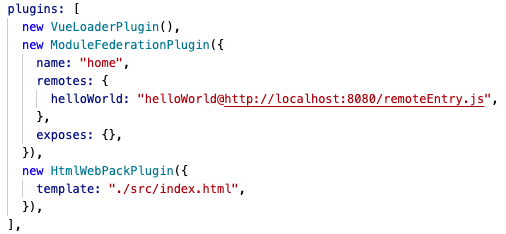 plugins: [
  new VueLoaderPlugin(),
  new ModuleFederationPlugin({
    name: "home",
    remotes: {
      helloWorld: "helloWorld@http://localhost:8080/remoteEntry.js",
    },
    exposes: {},
  }),
  new HtmlWebPackPlugin({
    template: "./src/index.html",
  }),
],